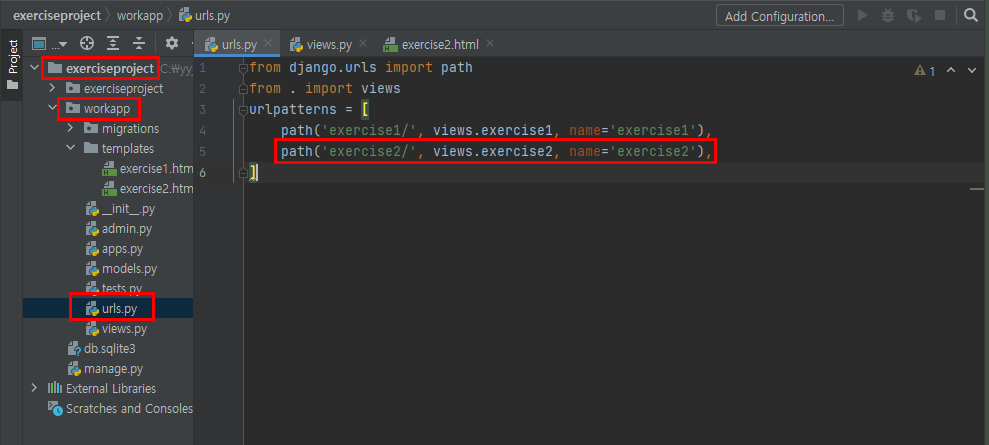 exerciseproject workapp urls.py
Add Configuration...
Project
...
urls.py views.py exercise2.html
exerciseproject C:\yyj
exerciseproject
workapp
migrations
templates
exercise1.htm
exercise2.htm
__init__.py
admin.py
apps.py
models.py
tests.py
urls.py
views.py
db.sqlite3
manage.py
External Libraries
Scratches and Consoles
1 from django.urls import path
2 from . import views
3 urlpatterns = [
4 path('exercise1/', views.exercise1, name='exercise1'),
5 path('exercise2/', views.exercise2, name='exercise2'),
6 ]
1